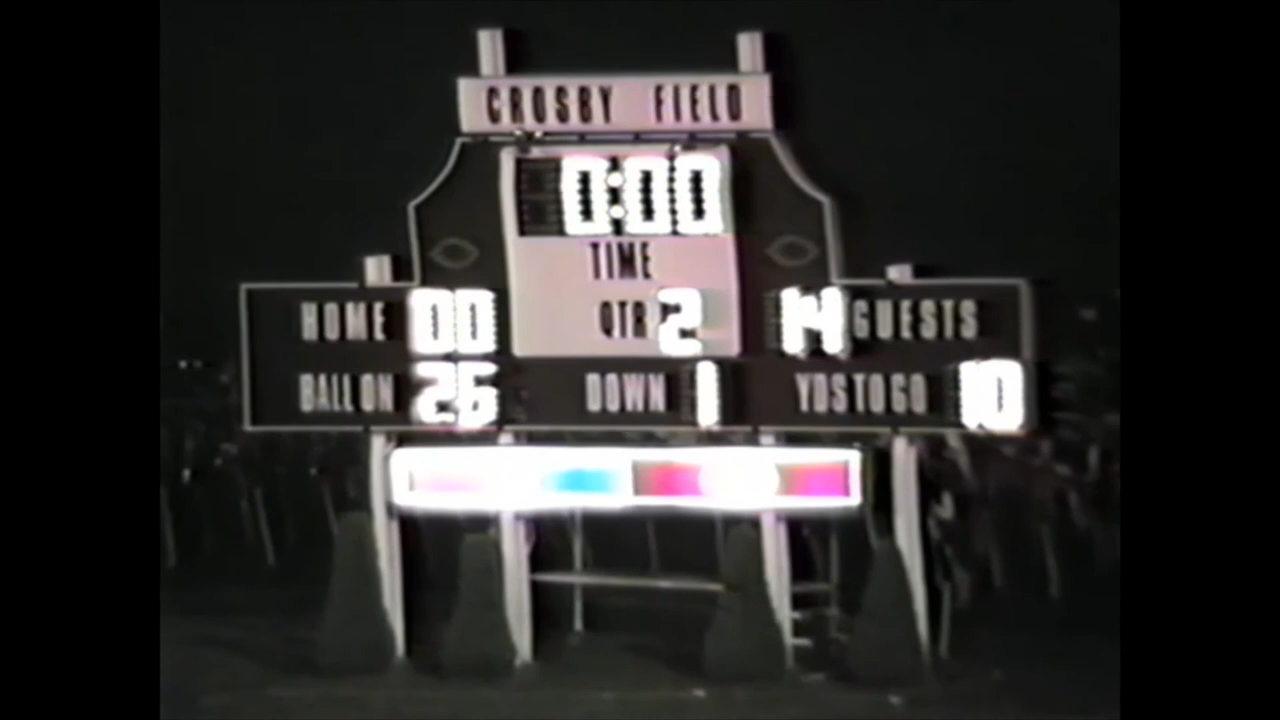 CROSBY FIELD
0:00
TIME
HOME 00 QTR 2 14 GUESTS
BALL ON 26 DOWN 1 YDS TO GO 10